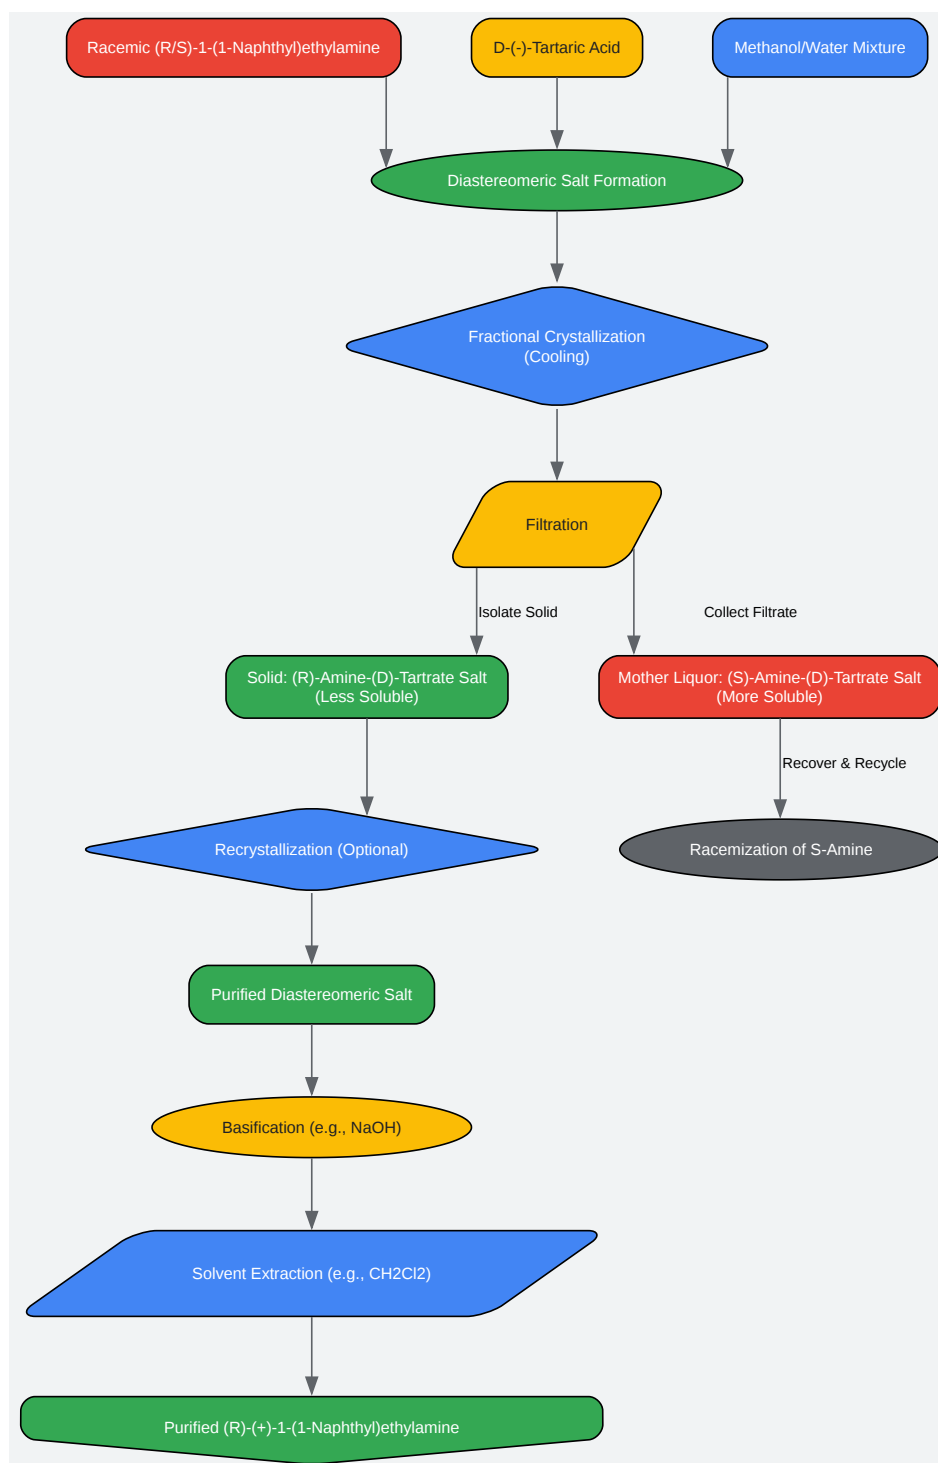 Racemic (R/S)-1-(1-Naphthyl)ethylamine
D-(-)-Tartaric Acid
Methanol/Water Mixture
Diastereomeric Salt Formation
Fractional Crystallization
(Cooling)
Filtration
Isolate Solid
Collect Filtrate
Solid: (R)-Amine-(D)-Tartrate Salt
(Less Soluble)
Mother Liquor: (S)-Amine-(D)-Tartrate Salt
(More Soluble)
Recover & Recycle
Recrystallization (Optional)
Racemization of S-Amine
Purified Diastereomeric Salt
Basification (e.g., NaOH)
Solvent Extraction (e.g., CH2Cl2)
Purified (R)-(+)-1-(1-Naphthyl)ethylamine